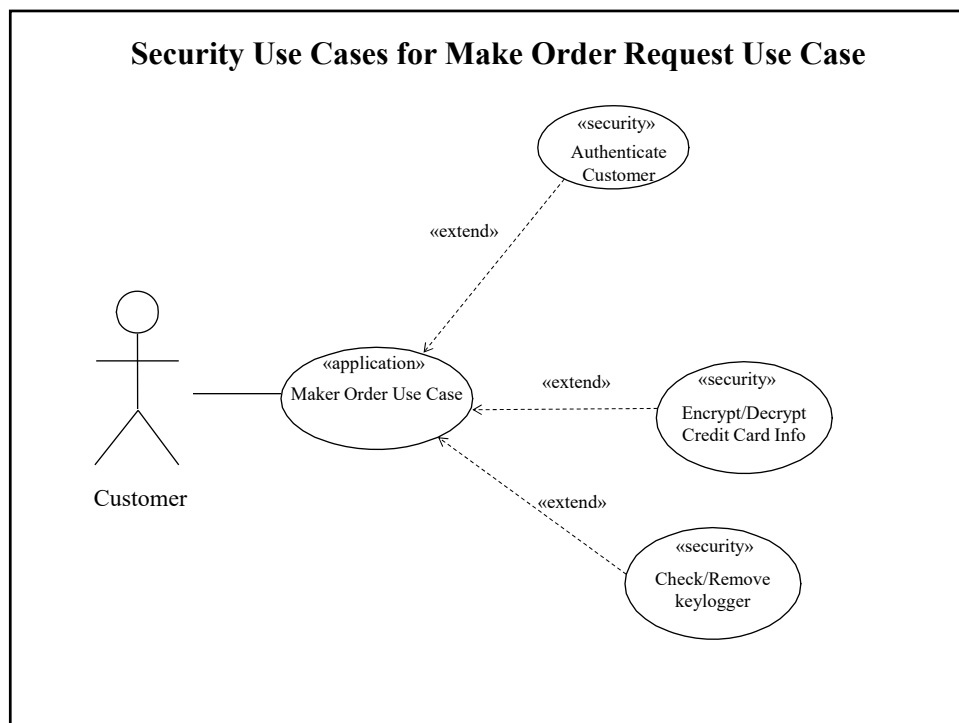 Security Use Cases for Make Order Request Use Case
«security»
Authenticate
Customer
«extend»
«application»
Maker Order Use Case
«extend»
«security»
Encrypt/Decrypt
Credit Card Info
Customer
«extend»
«security»
Check/Remove
keylogger